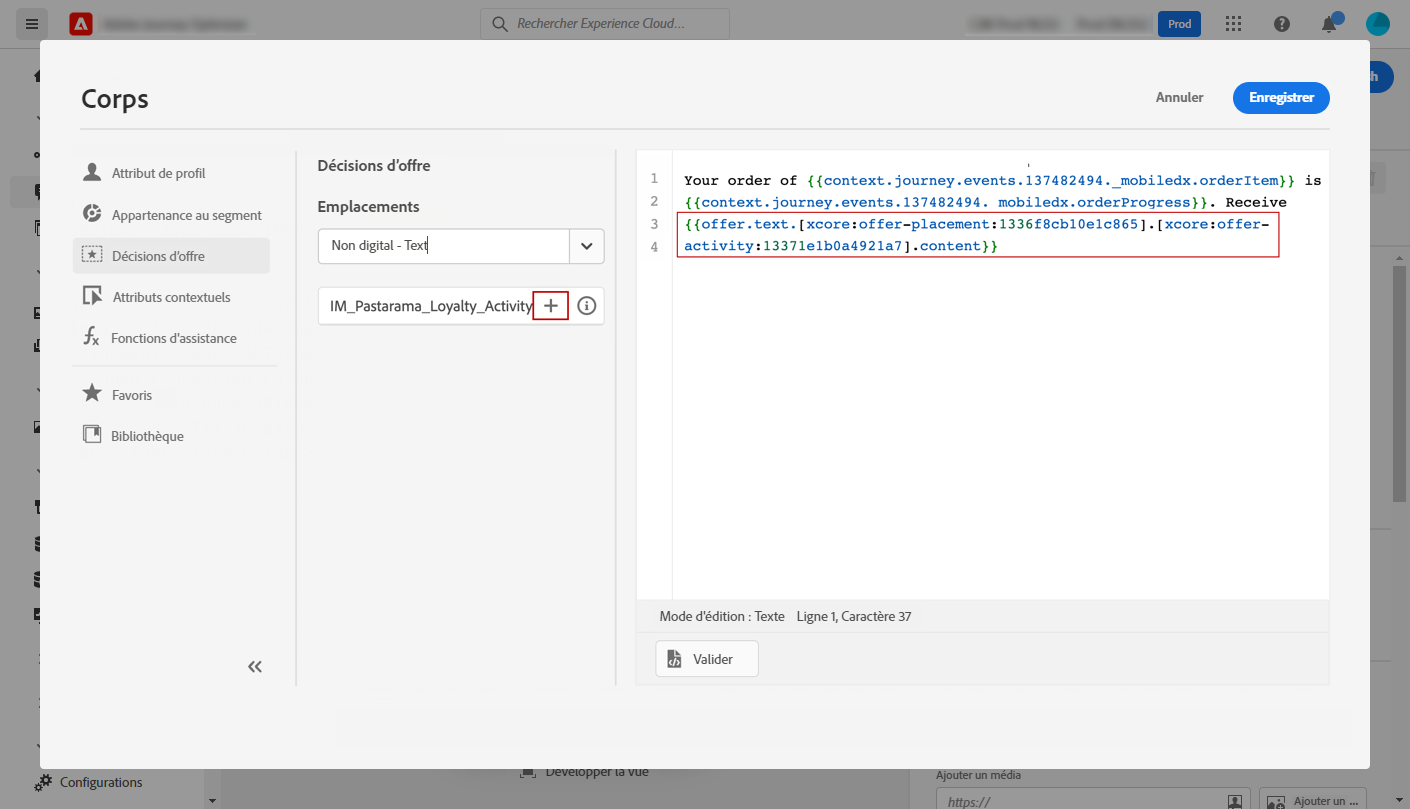 Rechercher Experience Cloud...
Prod
Corps
Annuler
Enregistrer
Attribut de profil
Appartenance au segment
Décisions d'offre
Attributs contextuels
Fonctions d'assistance
Favoris
Bibliothèque
Décisions d'offre
Emplacements
Non digital - Text
IM_Pastarama_Loyalty_Activity
1
2
3
4
Your order of {{context.journey.events.137482494._mobiledx.orderItem}} is
{{context.journey.events.137482494. mobiledx.orderProgress}}. Receive
{{offer.text.[xcore:offer-placement:1336f8cb10e1c865].[xcore:offer-
activity:13371e1b0a4921a7].content}}
Mode d'édition : Texte Ligne 1, Caractère 37
Valider
Configurations
Développer la vue
Ajouter un média
https://
Ajouter un ...